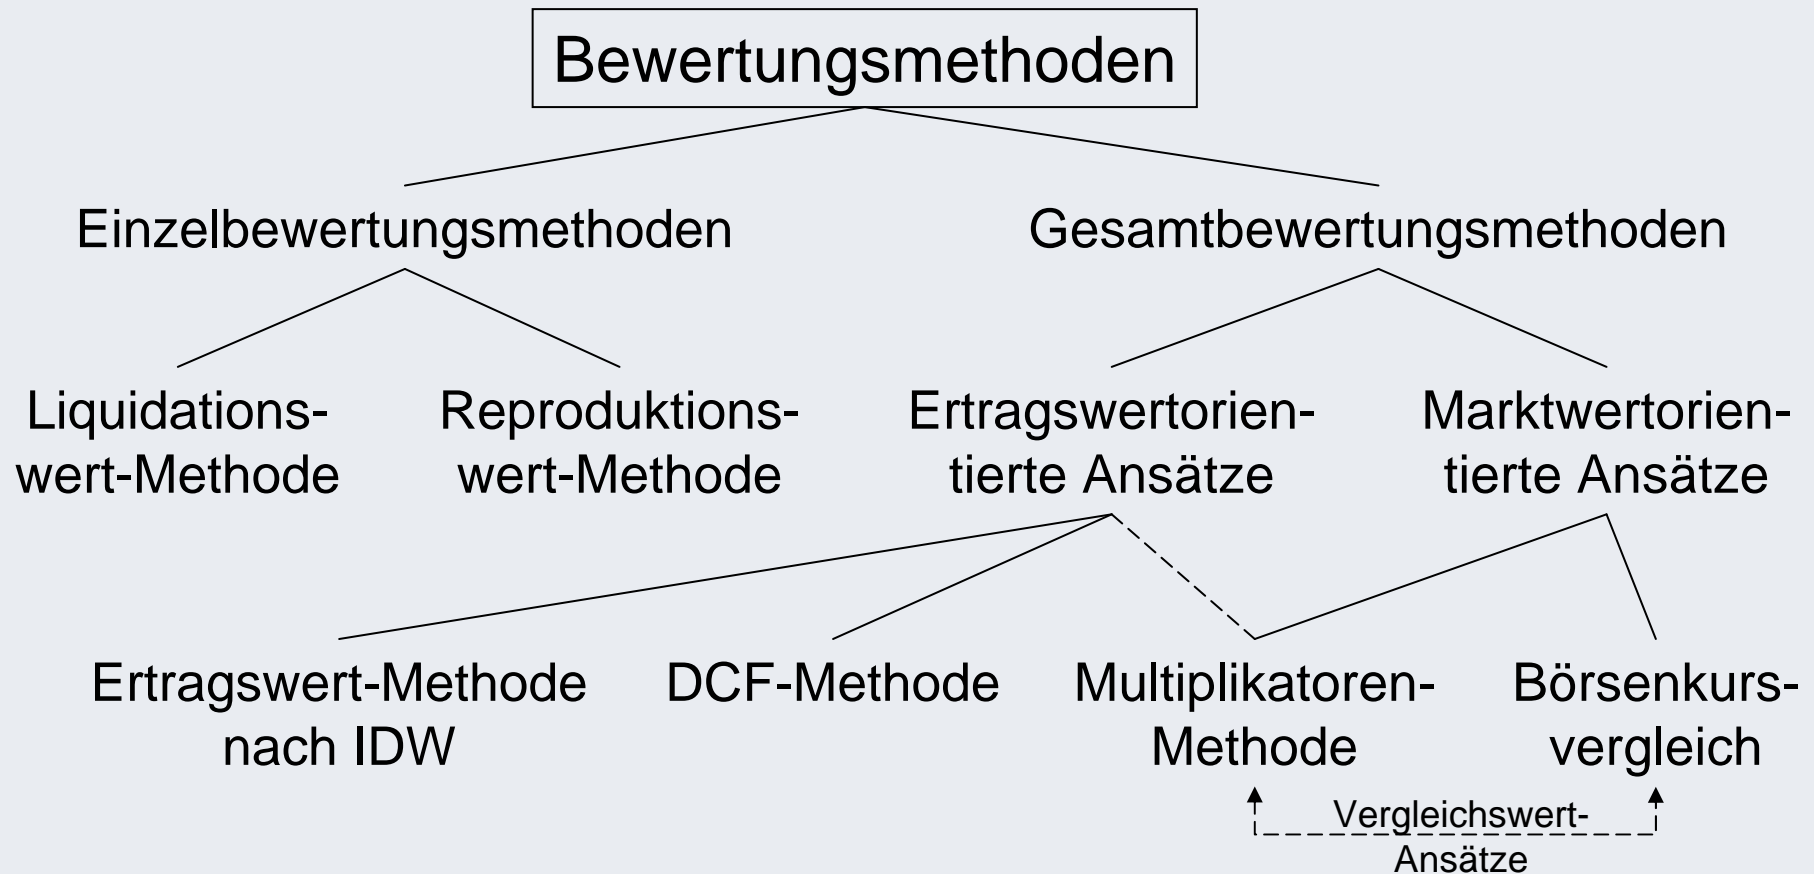 Bewertungsmethoden
Einzelbewertungsmethoden
Gesamtbewertungsmethoden
Liquidations-
wert-Methode
Reproduktions-
wert-Methode
Ertragswertorien-
tierte Ansätze
Marktwertorien-
tierte Ansätze
Ertragswert-Methode
nach IDW
DCF-Methode
Multiplikatoren-
Methode
Börsenkurs-
vergleich
Vergleichswert-
Ansätze